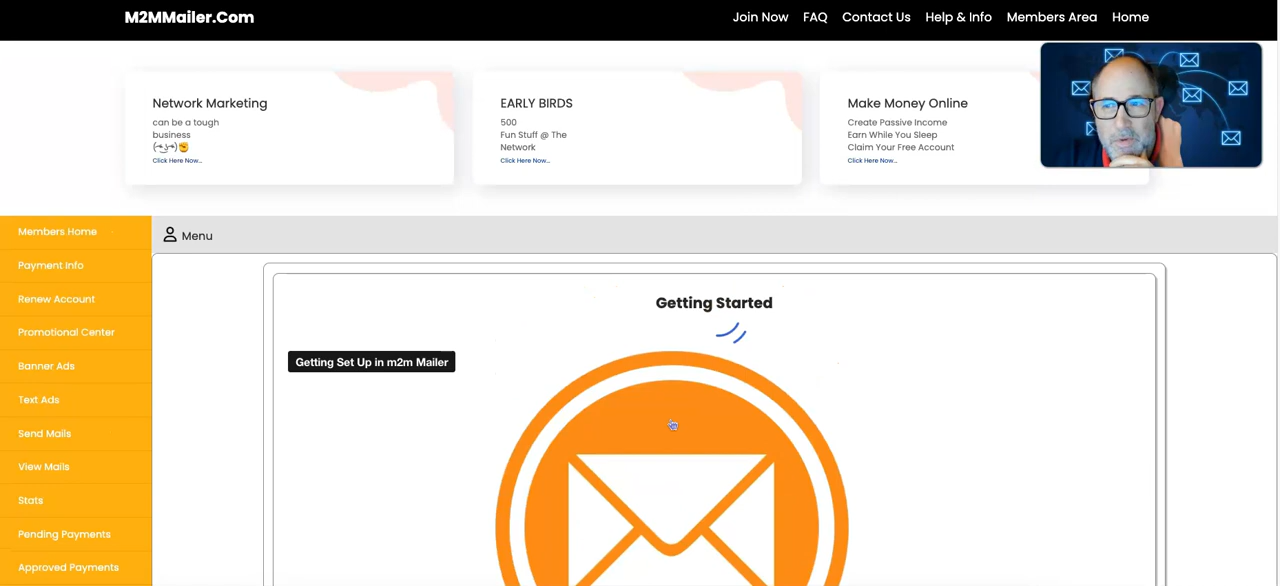 M2MMailer.Com
Join Now FAQ Contact Us Help & Info Members Area Home
Network Marketing
can be a tough
business
Click Here Now...
EARLY BIRDS
500
Fun Stuff @ The
Network
Click Here Now...
Make Money Online
Create Passive Income
Earn While You Sleep
Claim Your Free Account
Click Here Now...
Menu
Members Home
Payment Info
Renew Account
Promotional Center
Banner Ads
Text Ads
Send Mails
View Mails
Stats
Pending Payments
Approved Payments
Getting Started
Getting Set Up in m2m Mailer